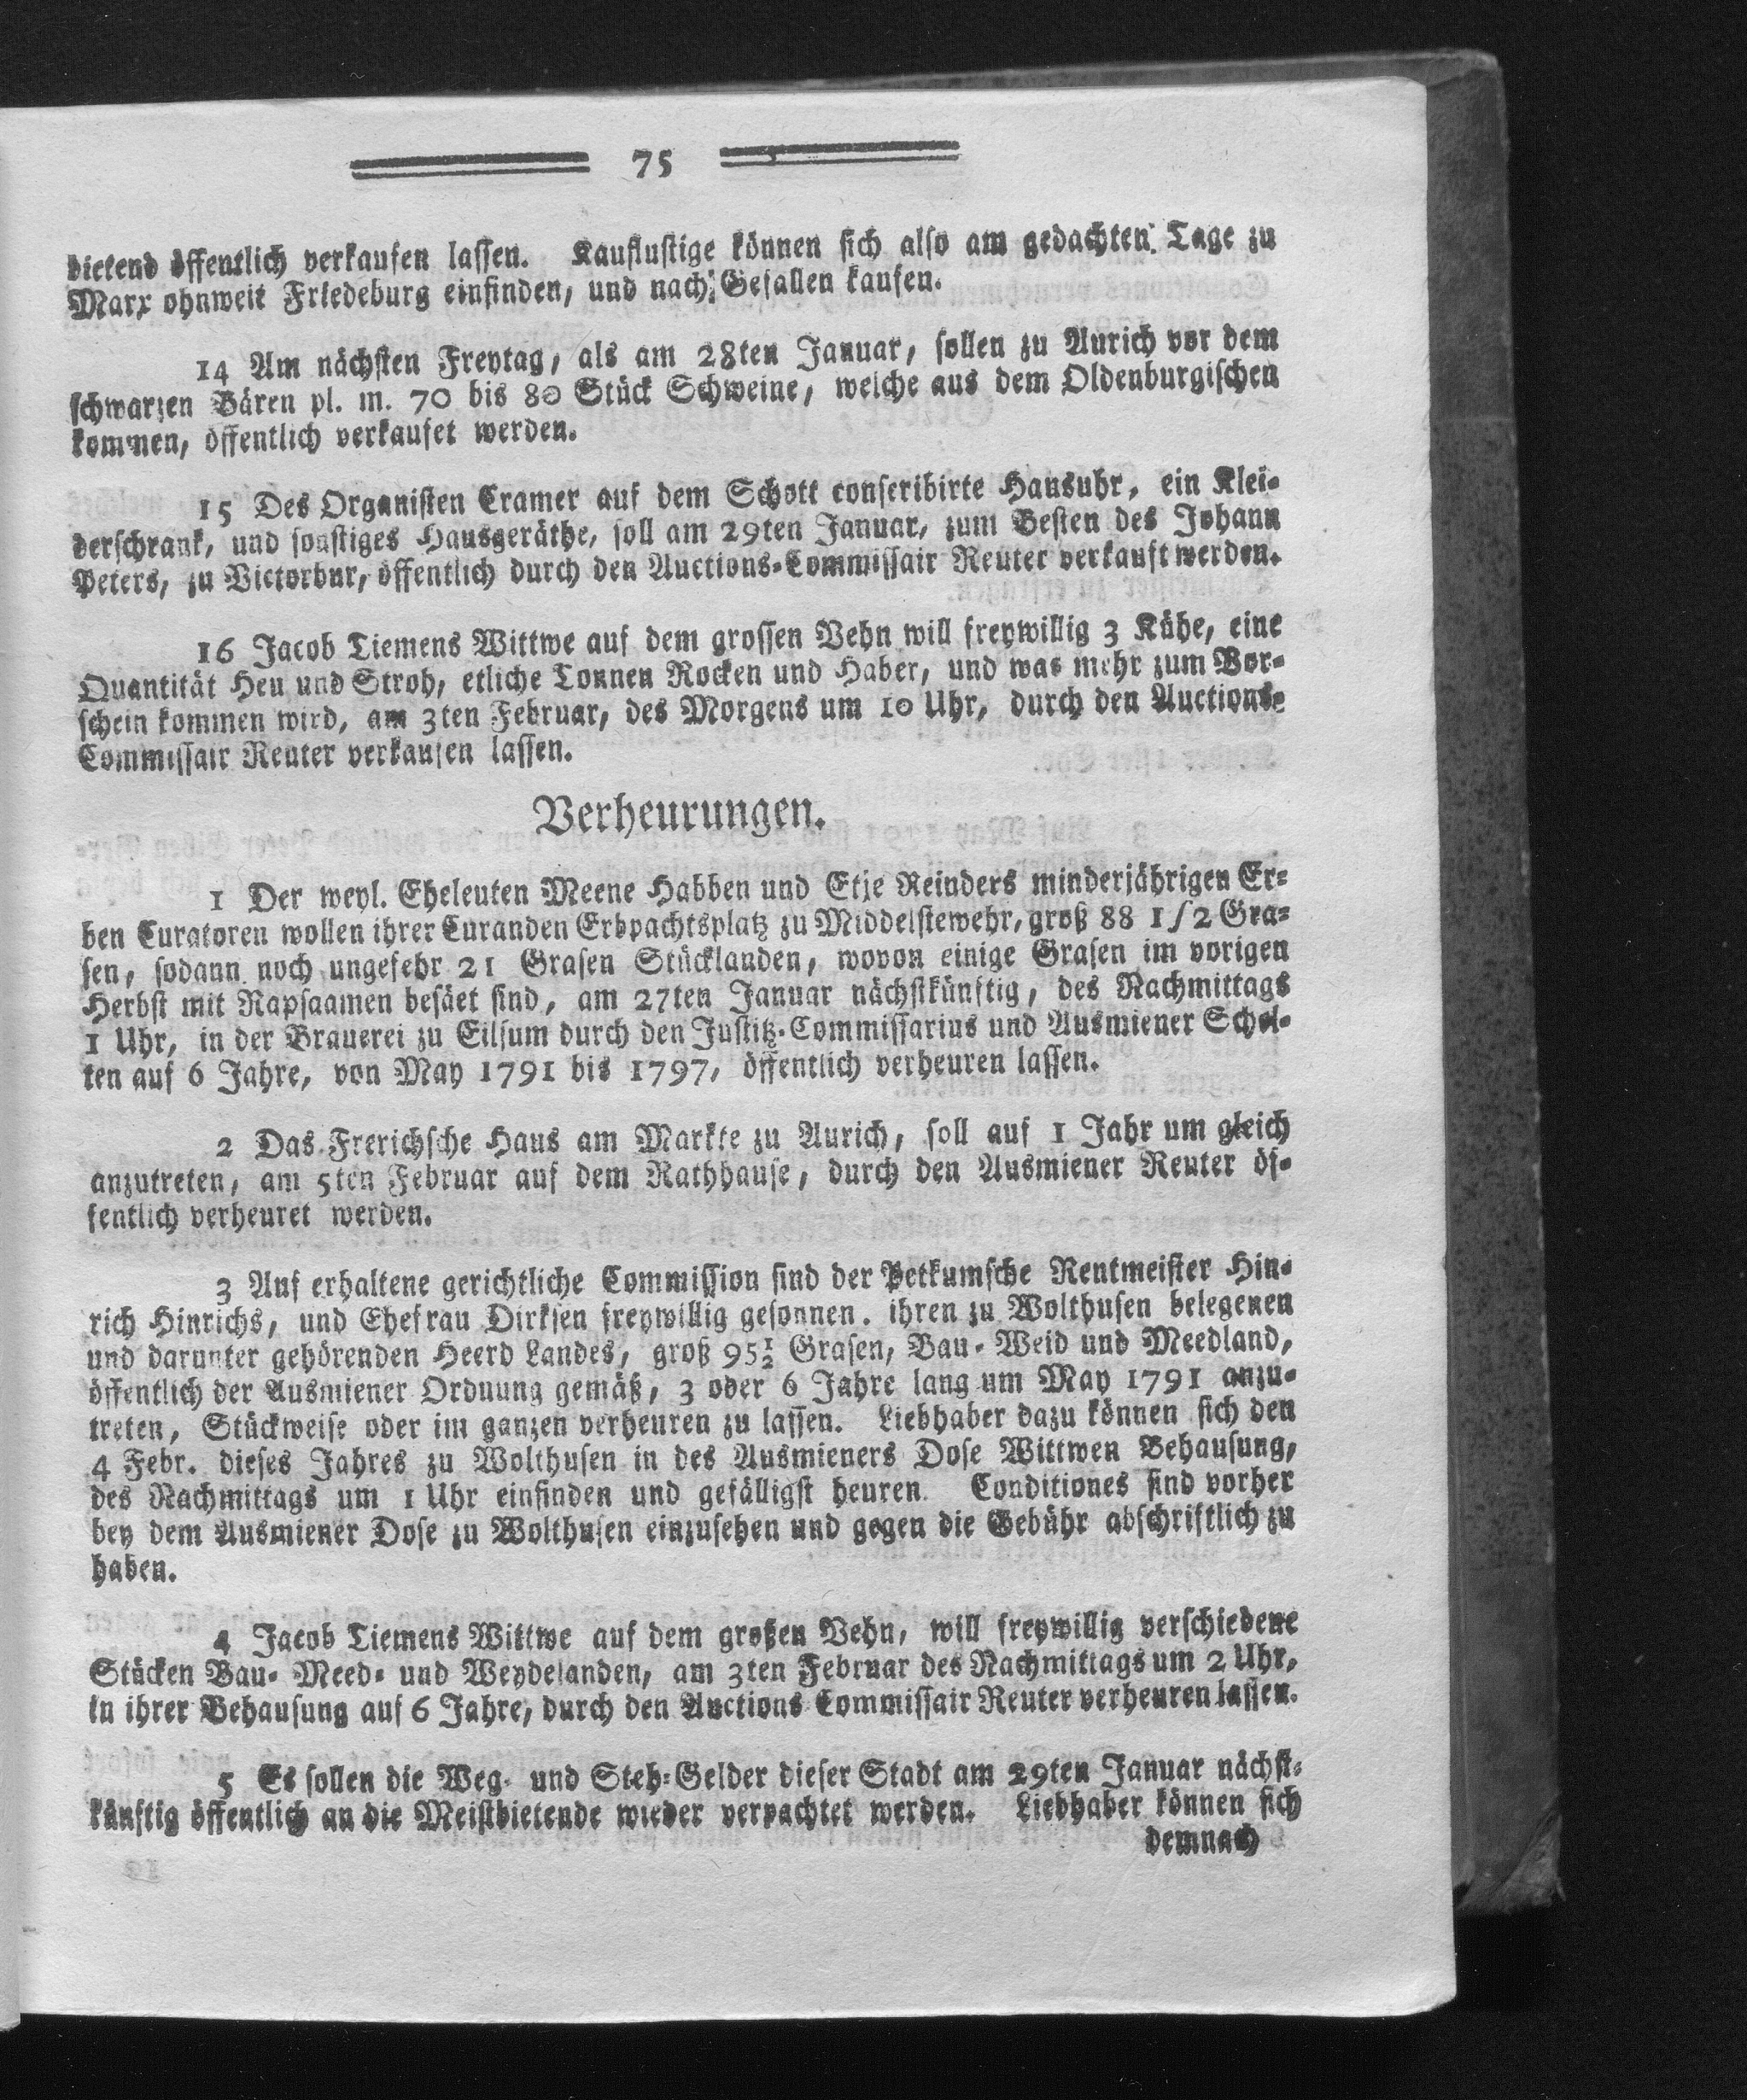 75
bietend öffentlich verkaufen lassen. Kauflustige können sich also am gedachten Tage zu
Marx ohnweit Friedeburg einfinden, und nach Gefallen kaufen.
14 Am nächsten Freytag, als am 28ten Januar, sollen zu Aurich vor dem
schwarzen Bären pl. m. 70 bis 80 Stück Schweine, welche aus dem Oldenburgischen
kommen, öffentlich verkaufet werden.
15 Des Organisten Cramer auf dem Schott conscribirte Hausuhr, ein Klei-
derschrank, und sonstiges Hausgeräthe, soll am 29ten Januar, zum Besten des Johann
Peters, zu Victorbur, öffentlich durch den Auctions-Commissair Reuter verkauft werden.
16 Jacob Tiemens Wittwe auf dem grossen Vehn will freywillig 3 Kühe, eine
Quantität Heu und Stroh, etliche Tonnen Rocken und Haber, und was mehr zum Vor-
schein kommen wird, am 3ten Februar, des Morgens um 10 Uhr, durch den Auctions-
Commissair Reuter verkaufen lassen.
Verheurungen.
1 Der weyl. Eheleuten Meene Habben und Etje Reinders minderjährigen Er-
ben Curatoren wollen ihrer Curanden Erbpachtsplatz zu Middelstewehr, groß 88 1/2 Gra-
sen, sodann noch ungefehr 21 Grasen Stücklanden, wovon einige Grasen im vorigen
Herbst mit Rapsaamen besäet sind, am 27ten Januar nächstkünftig, des Nachmittags
1 Uhr, in der Brauerei zu Eilsum durch den Justitz-Commissarius und Ausmiener Schel-
ten auf 6 Jahre, von May 1791 bis 1797, öffentlich verheuren lassen.
2 Das Frerichsche Haus am Markte zu Aurich, soll auf 1 Jahr um gleich
anzutreten, am 5ten Februar auf dem Rathhause, durch den Ausmiener Reuter öf-
fentlich verheuret werden.
3 Auf erhaltene gerichtliche Commission sind der Petkumsche Rentmeister Hin-
rich Hinrichs, und Ehefrau Dirksen freywillig gesonnen. ihren zu Wolthusen belegenen
und darunter gehörenden Heerd Landes, groß 95½ Grasen, Bau- Weid und Meedland,
öffentlich der Ausmiener Ordnung gemäß, 3 oder 6 Jahre lang um May 1791 anzu-
treten, Stückweise oder im ganzen verheuren zu lassen. Liebhaber dazu können sich den
4 Febr. dieses Jahres zu Wolthusen in des Ausmieners Dose Wittwen Behausung,
des Nachmittags um 1 Uhr einfinden und gefälligst heuren. Conditiones sind vorher
bey dem Ausmiener Dose zu Wolthusen einzusehen und gegen die Gebühr abschriftlich zu
haben.
4 Jacob Tiemens Wittwe auf dem großen Vehn, will freywillig verschiedene
Stücken Bau- Meed- und Weydelanden, am 3ten Februar des Nachmittags um 2 Uhr,
in ihrer Behausung auf 6 Jahre, durch den Auctions Commissair Reuter verheuren lassen.
5 Es sollen die Weg- und Steh-Gelder dieser Stadt am 29ten Januar nächst-
künftig öffentlich an die Meistbietende wieder verpachtet werden. Liebhaber können sich
demnach